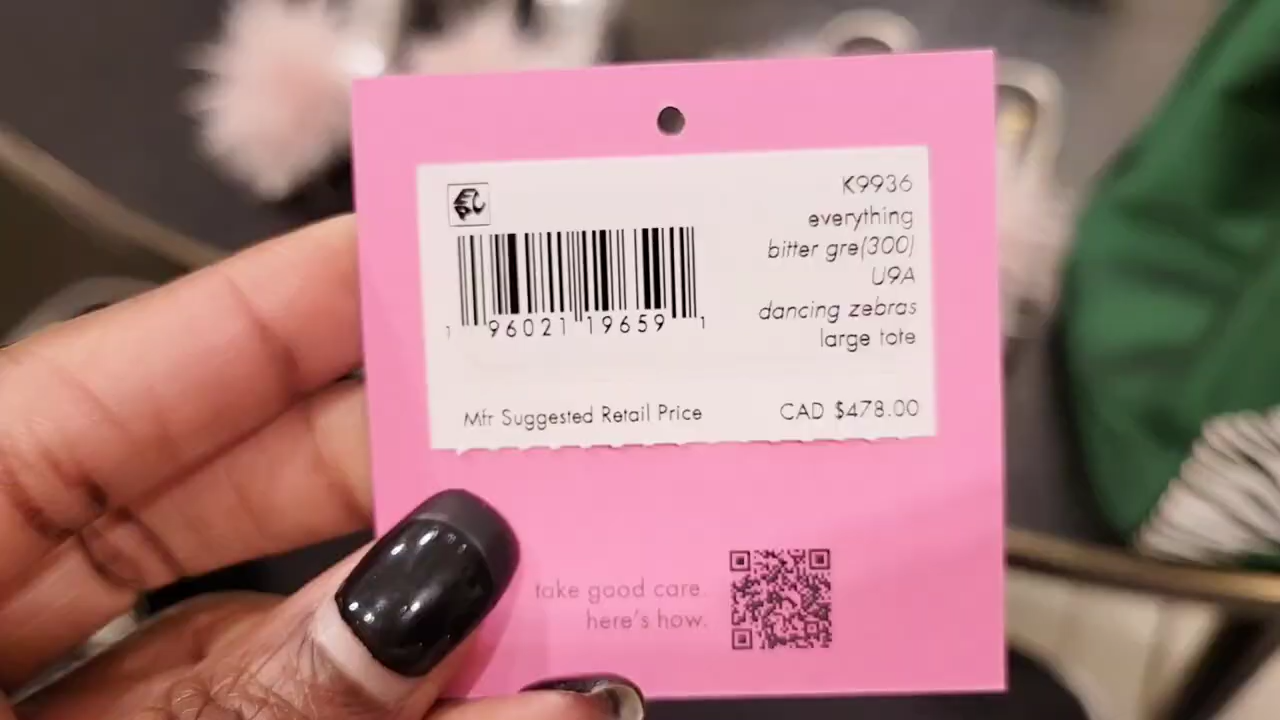 K9936
everything
bitter gre(300)
U9A
dancing zebras
large tote
1 96021 19659 1
Mfr Suggested Retail Price CAD $478.00
take good care.
here's how.